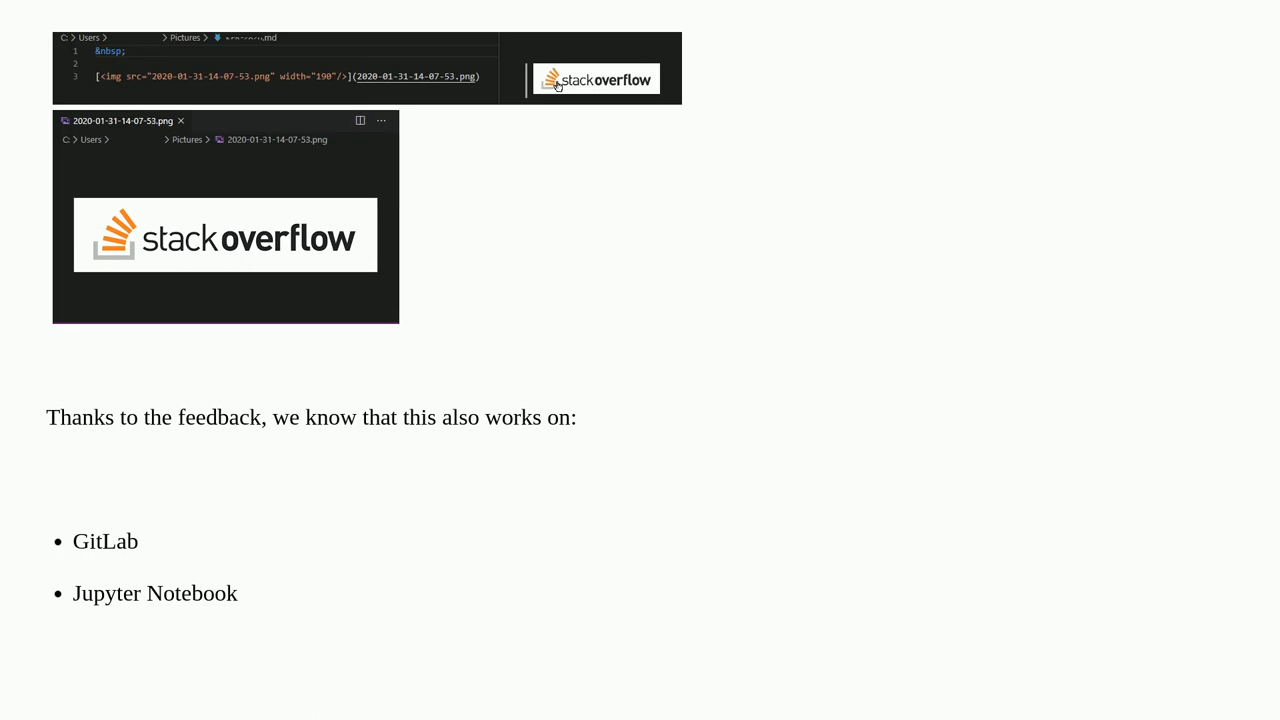 C: > Users > > Pictures > .md
1 &nbsp;
2
3 [<img src="2020-01-31-14-07-53.png" width="190"/>](2020-01-31-14-07-53.png)
stackoverflow
2020-01-31-14-07-53.png ×
C: > Users > > Pictures > 2020-01-31-14-07-53.png
stackoverflow
Thanks to the feedback, we know that this also works on:
• GitLab
• Jupyter Notebook